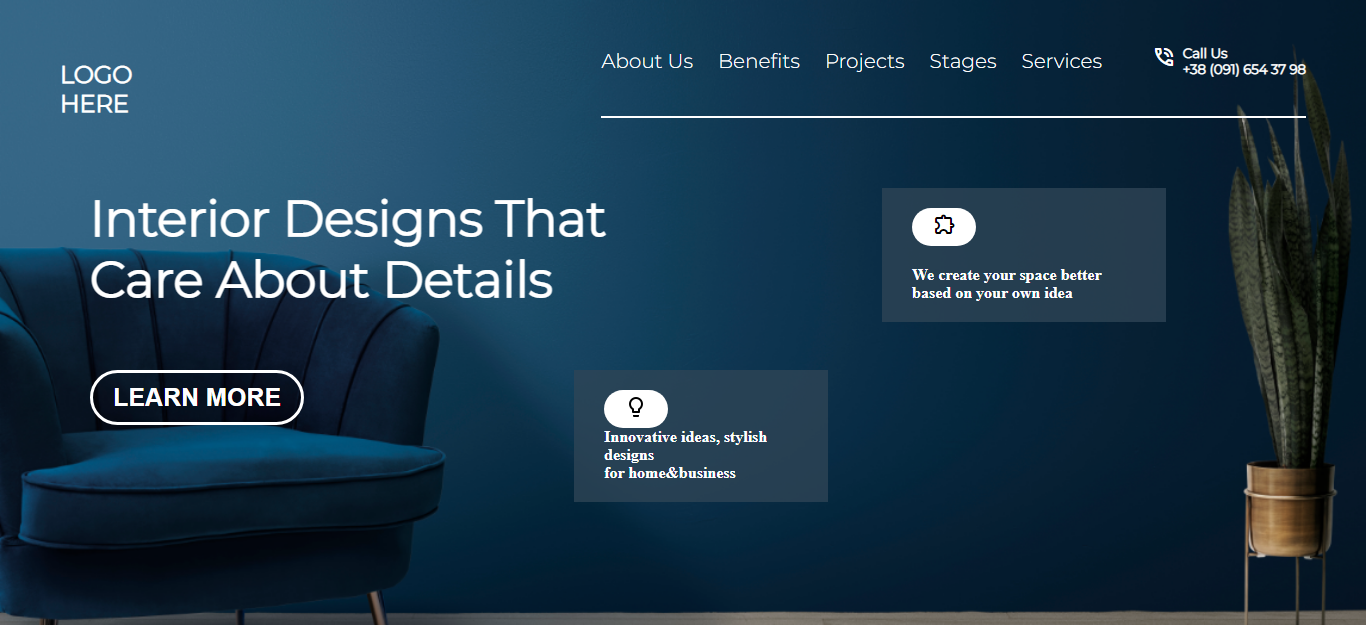 LOGO
HERE
About Us
Benefits
Projects
Stages
Services
Call Us
+38 (091) 654 37 98
Interior Designs That
Care About Details
LEARN MORE
We create your space better
based on your own idea
Innovative ideas, stylish
designs
for home&business